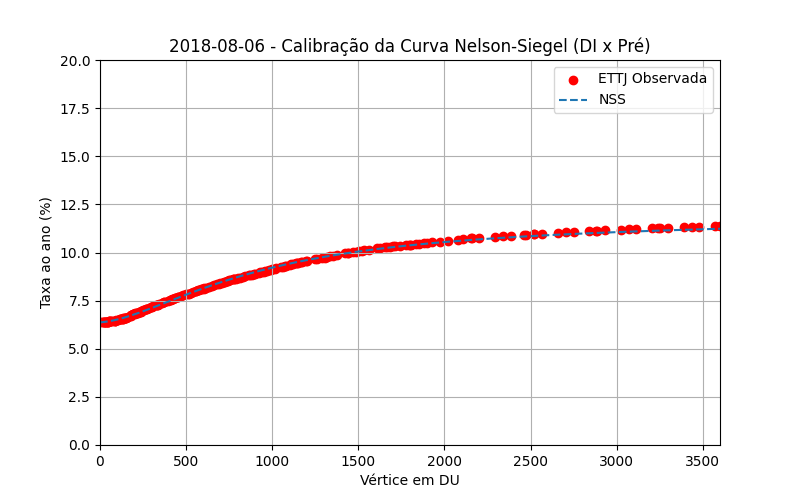 2018-08-06 - Calibração da Curva Nelson-Siegel (DI x Pré)
ETTJ Observada
NSS
Taxa ao ano (%)
20.0
17.5
15.0
12.5
10.0
7.5
5.0
2.5
0.0
0 500 1000 1500 2000 2500 3000 3500
Vértice em DU